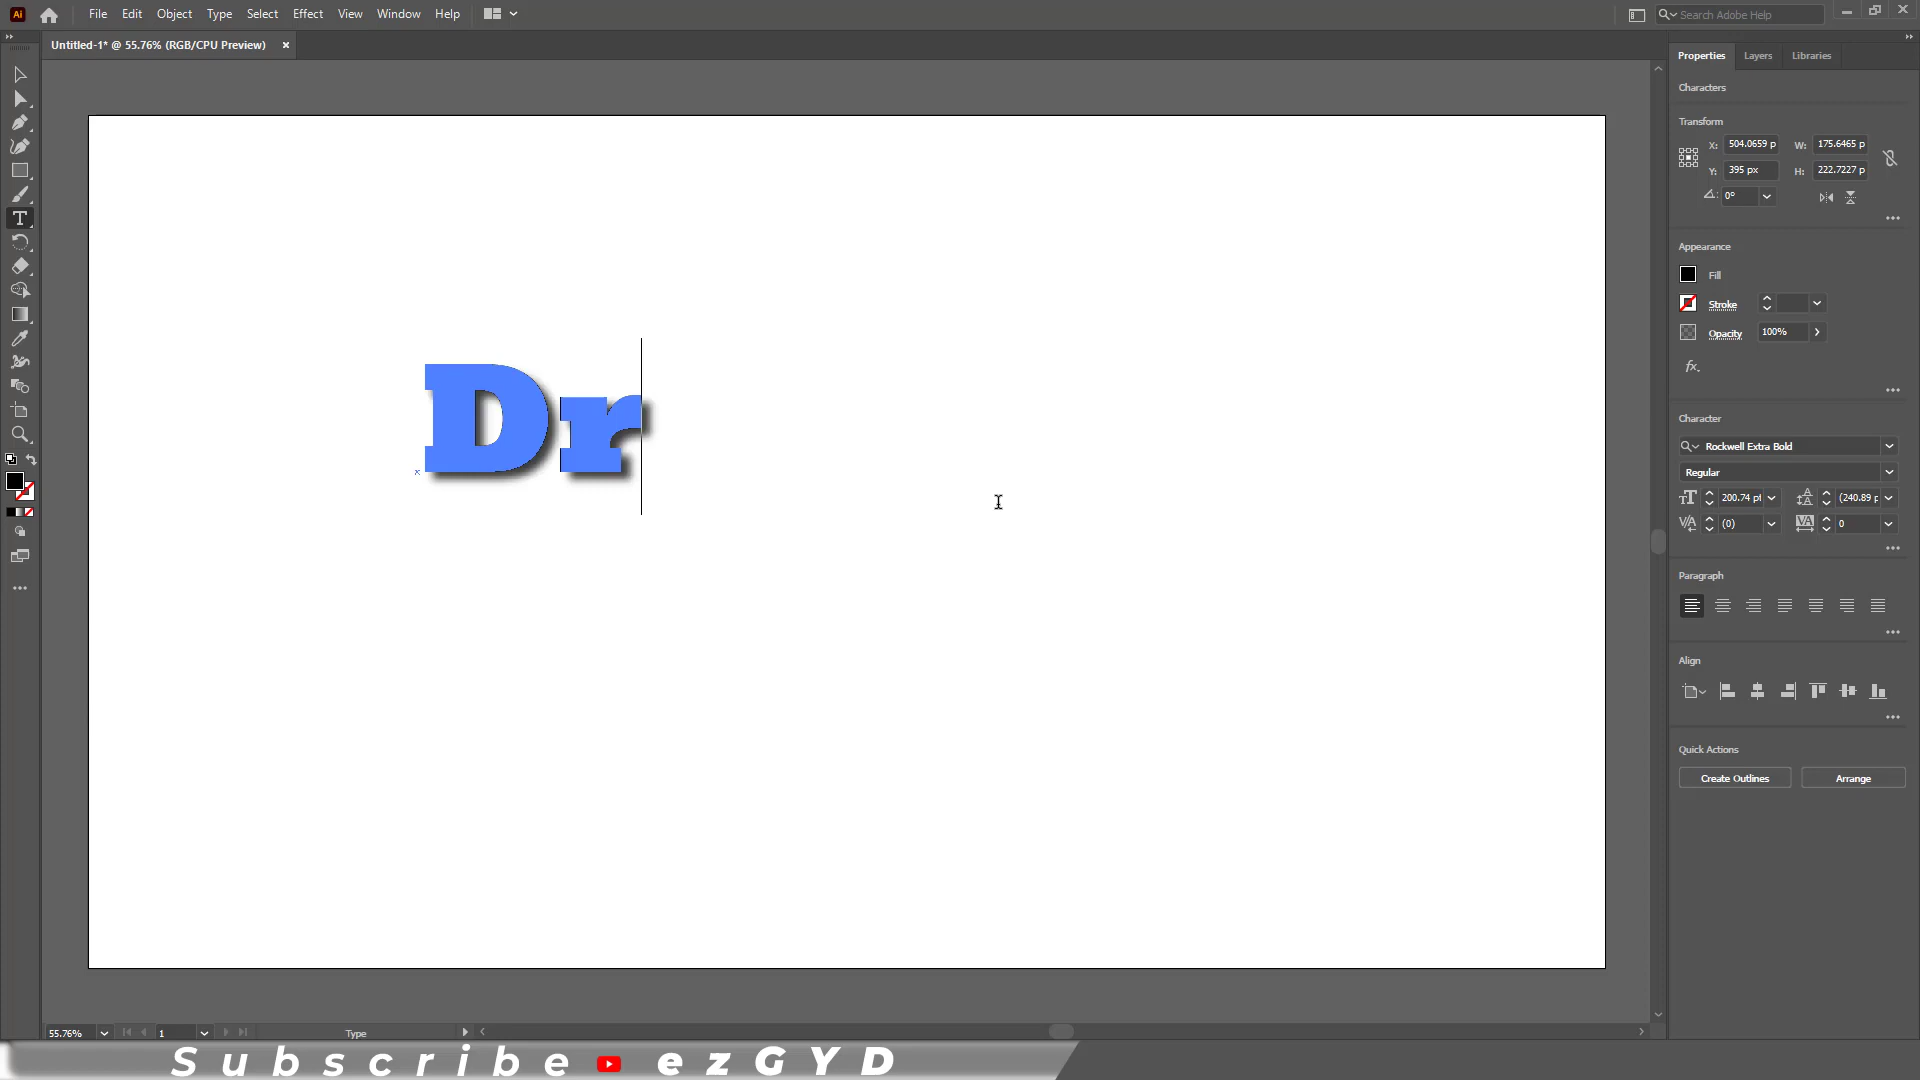 Ai File Edit Object Type Select Effect View Window Help Search Adobe Help
Untitled-1* @ 55.76% (RGB/CPU Preview)
Properties Layers Libraries
Characters
Transform
X: 504.0659 p W: 175.6465 p
Y: 395 px H: 222.7227 p
0°
Appearance
Fill
Stroke
Opacity 100%
fx.
Character
Rockwell Extra Bold
Regular
200.74 pt (240.89 p
(0) 0
Paragraph
Align
Quick Actions
Create Outlines Arrange
Dr
55.76% 1 Type
Subscribe ezGYD